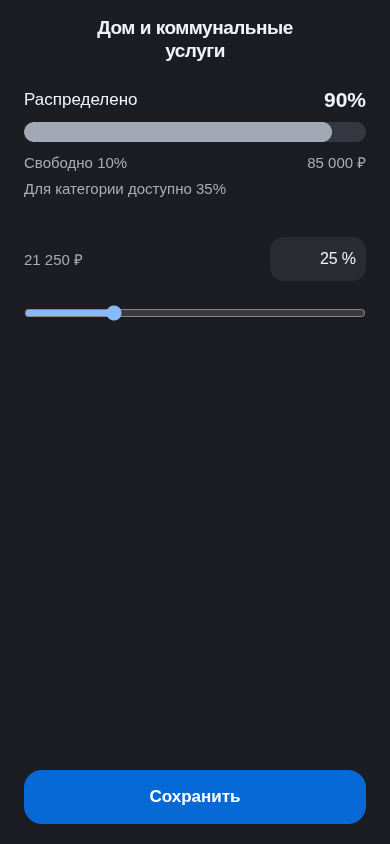 Дом и коммунальные
услуги
Распределено 90%
Свободно 10% 85 000 ₽
Для категории доступно 35%
21 250 ₽ 25 %
Сохранить